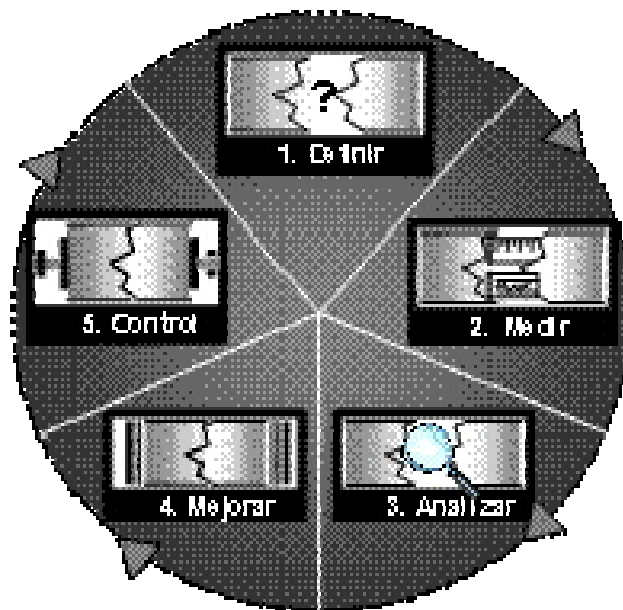 1. Definir
2. Medir
3. Analizar
4. Mejorar
5. Control